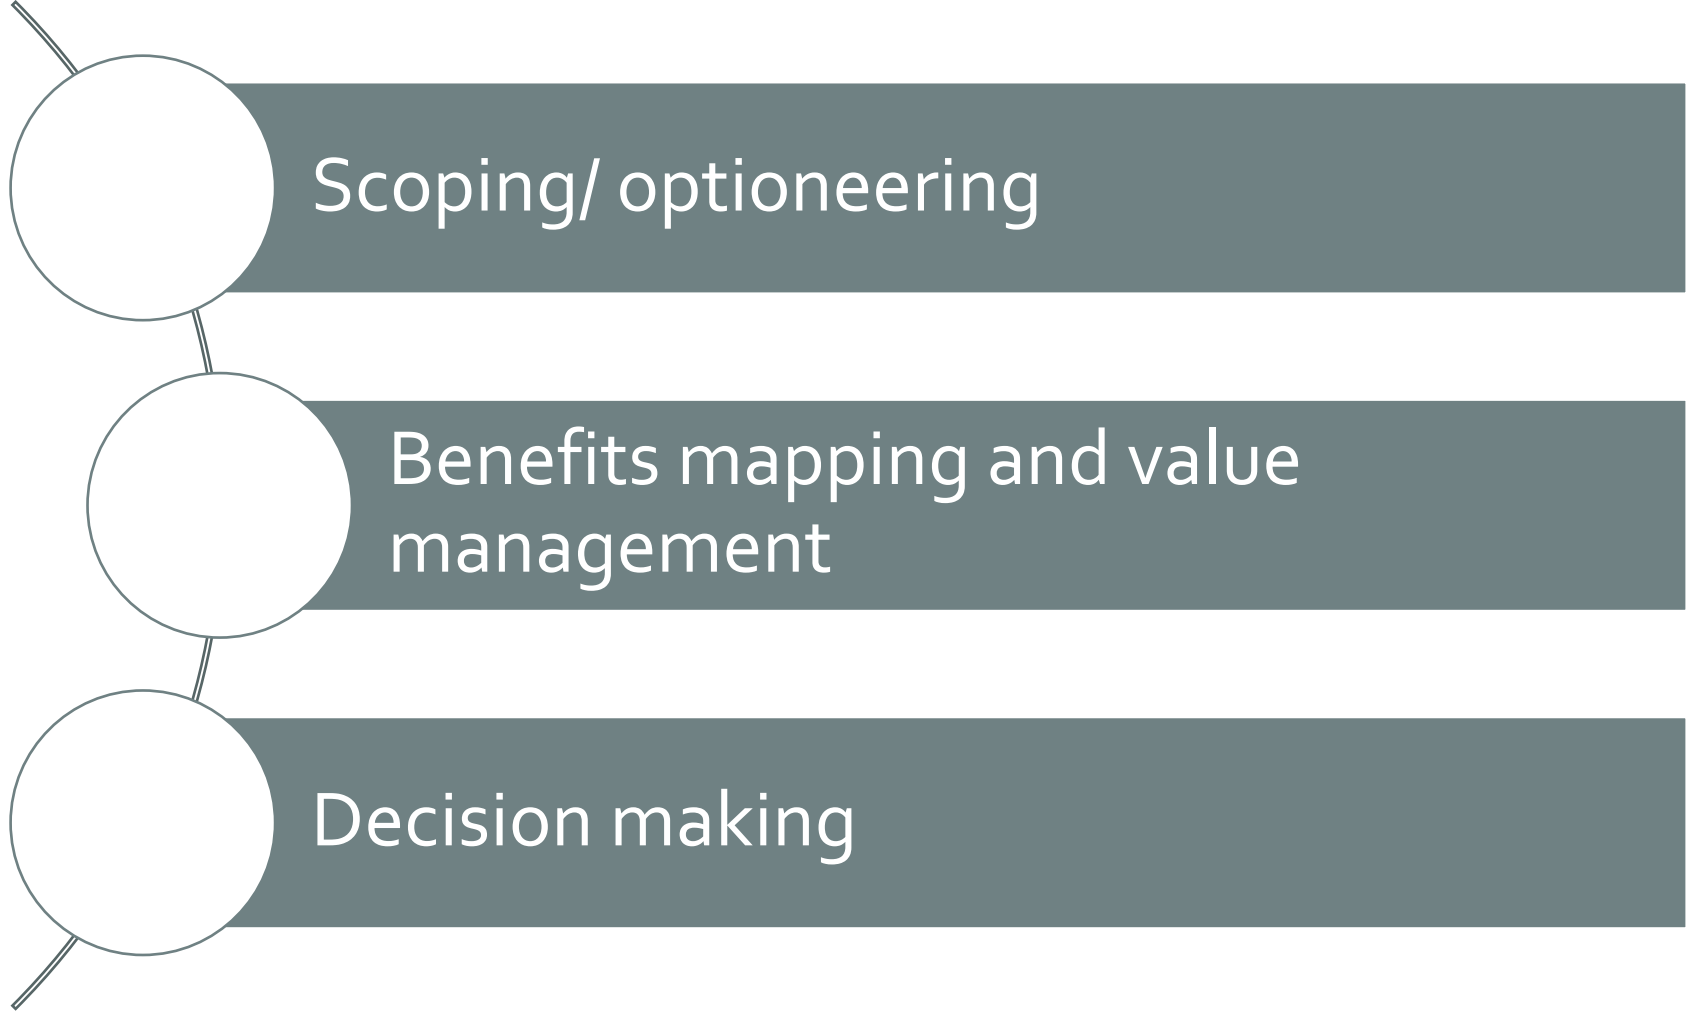 Scoping/ optioneering
Benefits mapping and value
management
Decision making